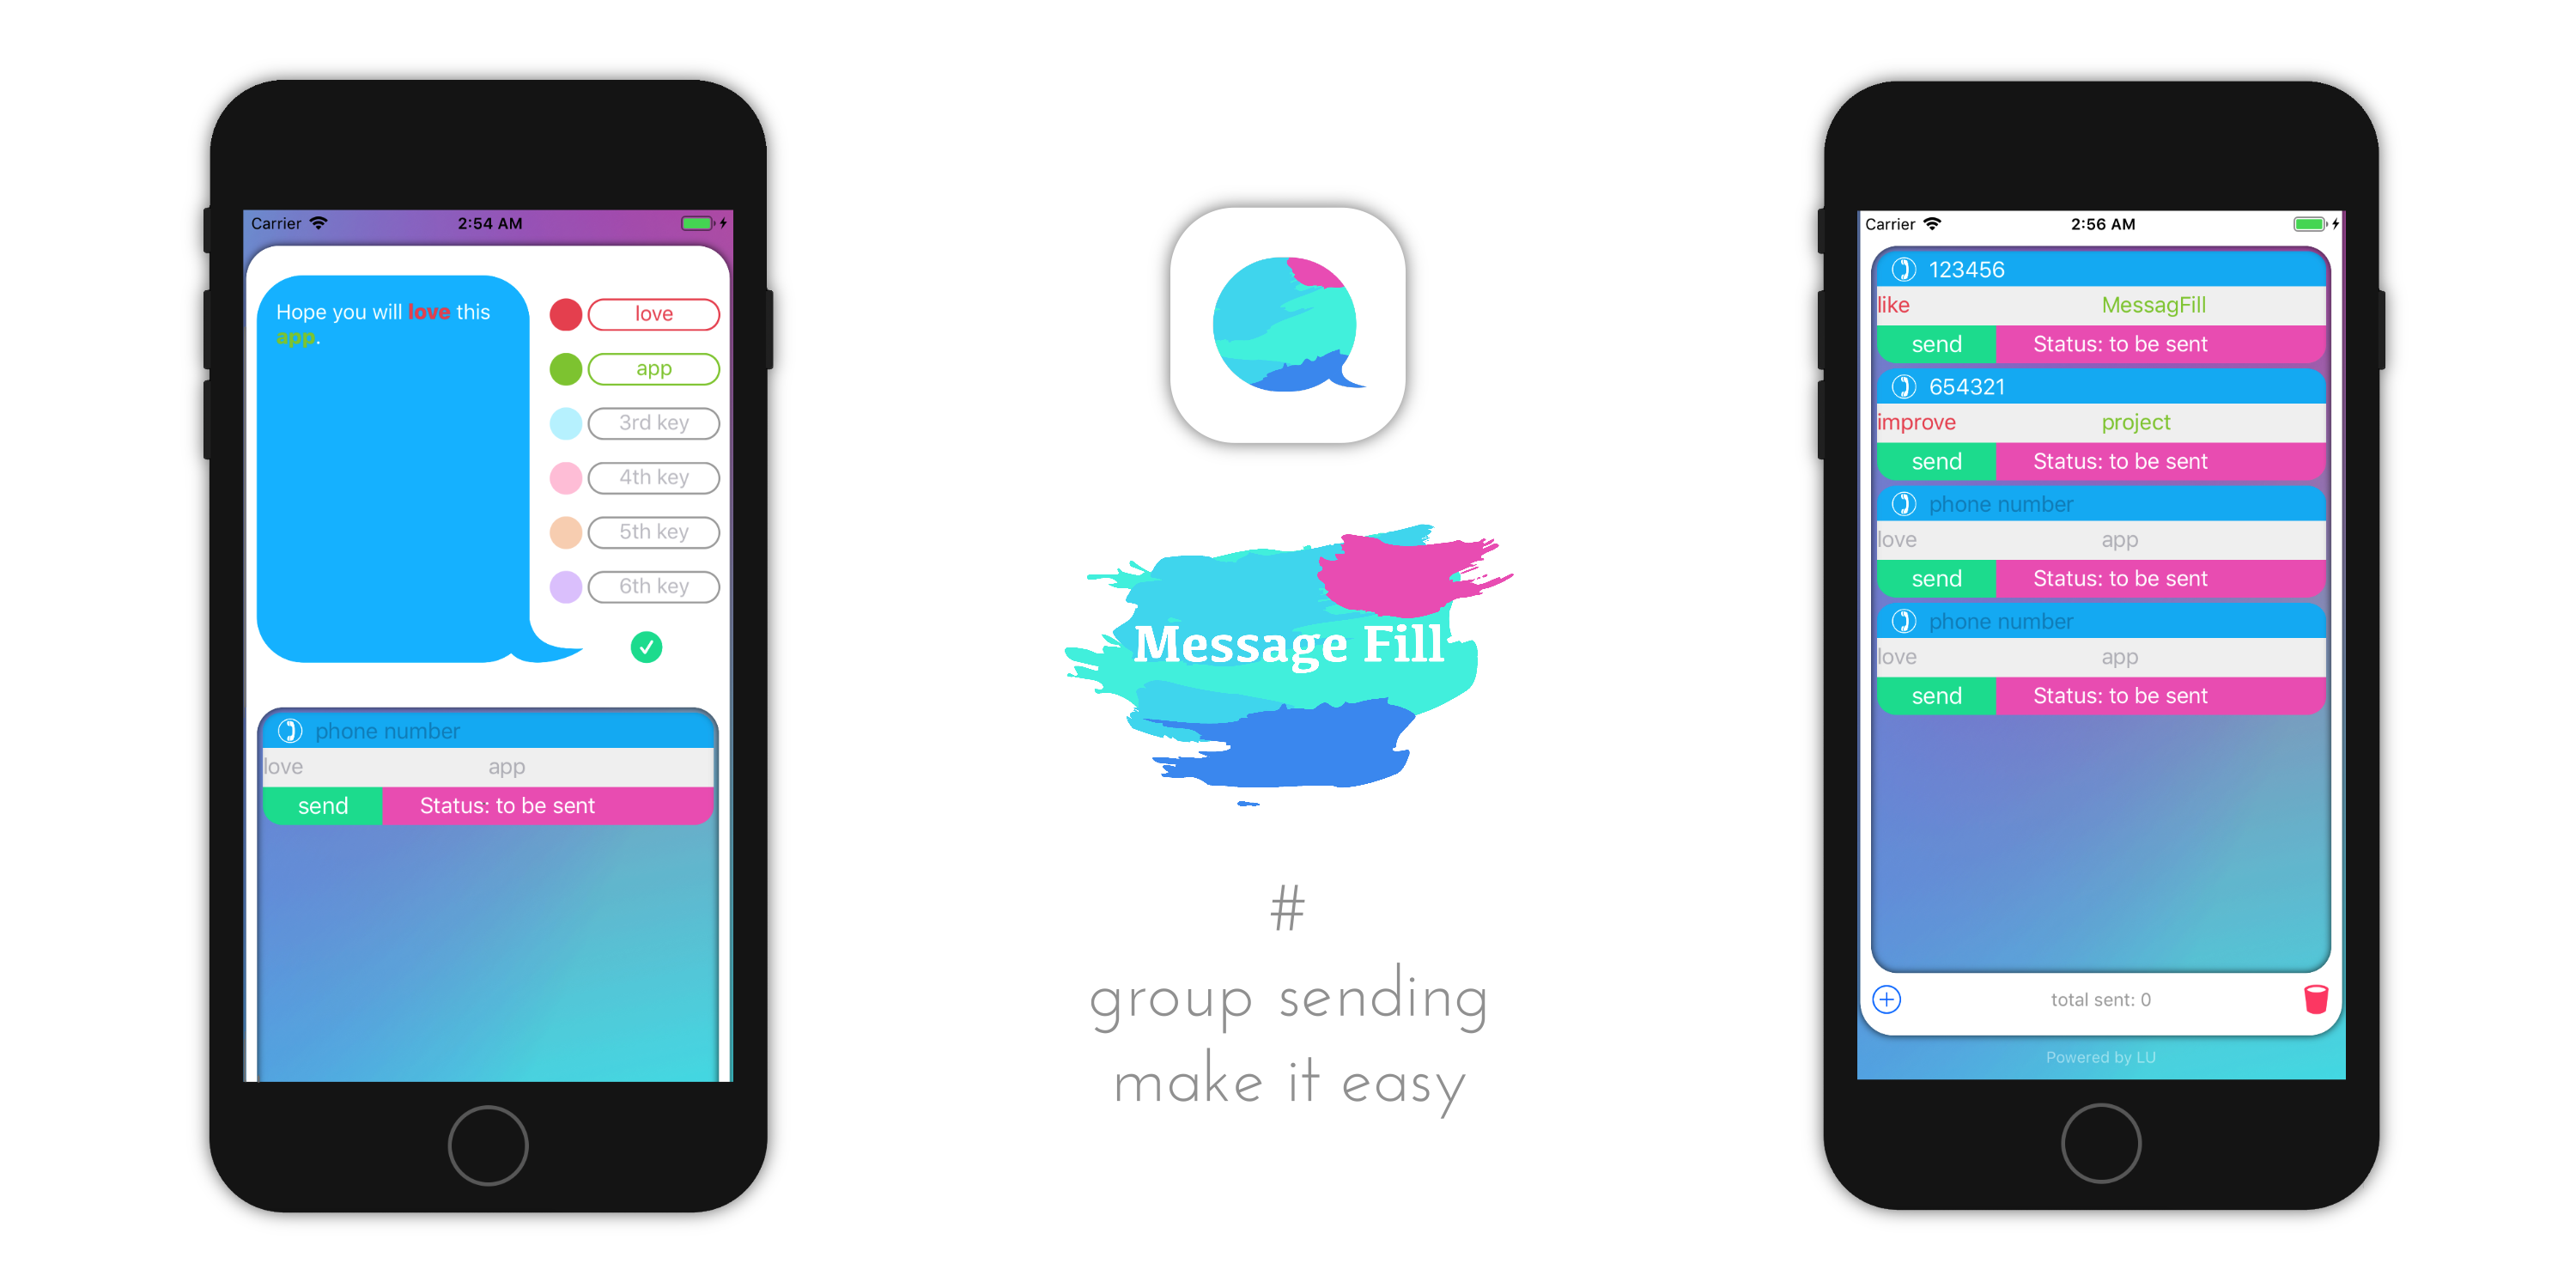 Carrier 2:54 AM
Hope you will love this
app.
love
app
3rd key
4th key
5th key
6th key
phone number
love app
send Status: to be sent
Message Fill
#
group sending
make it easy
Carrier 2:56 AM
123456
like MessagFill
send Status: to be sent
654321
improve project
send Status: to be sent
phone number
love app
send Status: to be sent
phone number
love app
send Status: to be sent
total sent: 0
Powered by LU